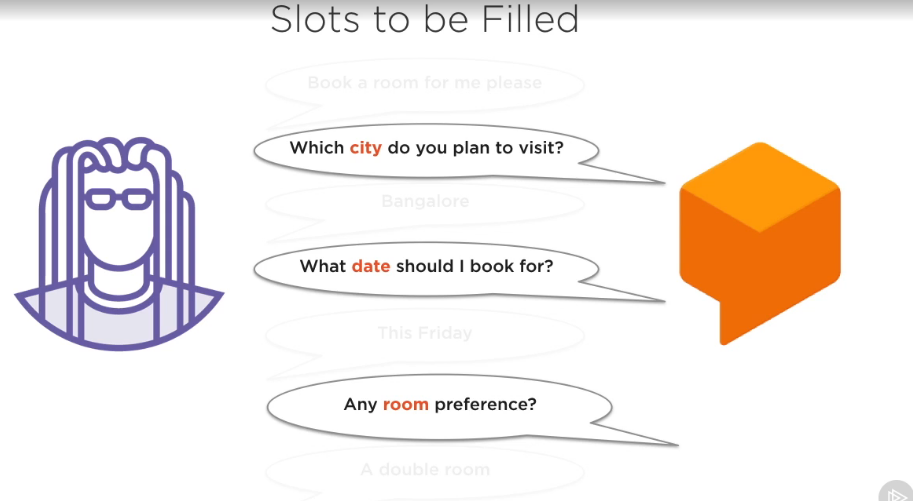 Slots to be Filled
Book a room for me please
Which city do you plan to visit?
Bangalore
What date should I book for?
This Friday
Any room preference?
A double room